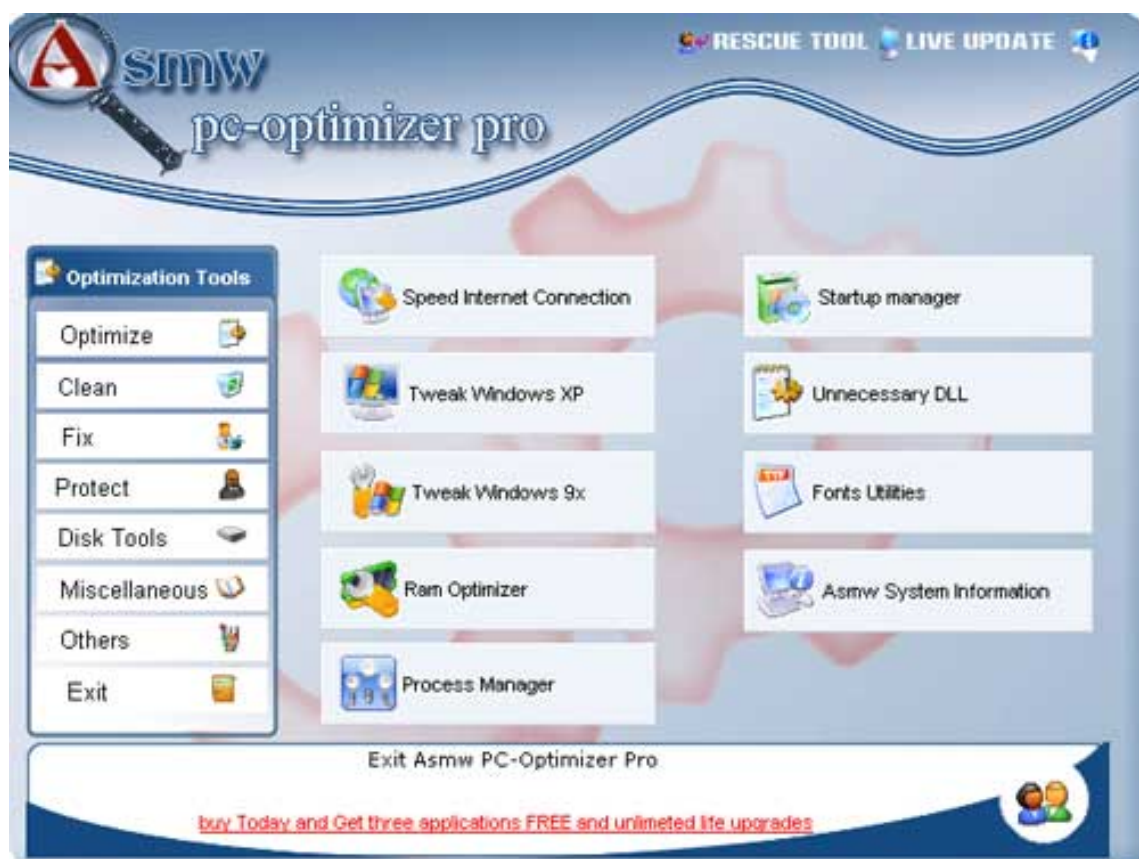 Asmw
pc-optimizer pro
RESCUE TOOL LIVE UPDATE
Optimization Tools
Optimize
Clean
Fix
Protect
Disk Tools
Miscellaneous
Others
Exit
Speed Internet Connection
Tweak Windows XP
Tweak Windows 9x
Ram Optimizer
Process Manager
Startup manager
Unnecessary DLL
Fonts Utilities
Asmw System Information
Exit Asmw PC-Optimizer Pro
buy Today and Get three applications FREE and unlimeted life upgrades